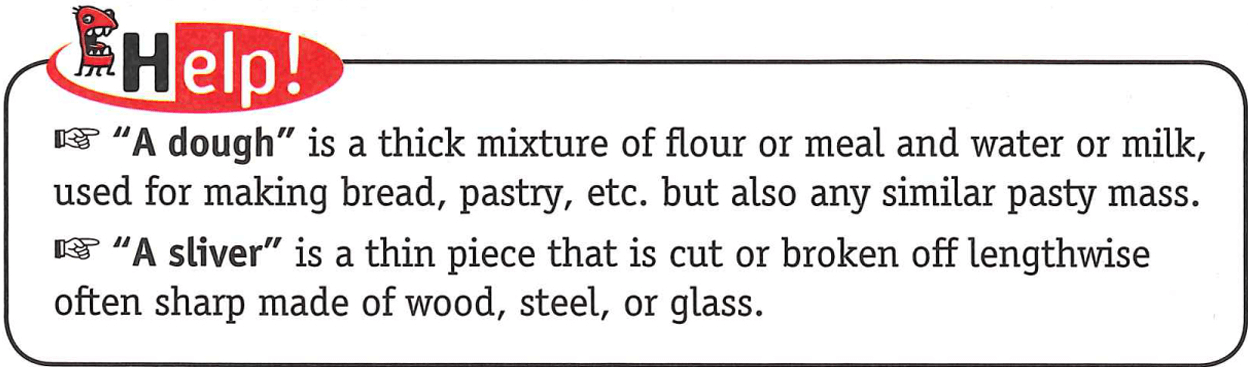 Help!
☞ “A dough” is a thick mixture of flour or meal and water or milk,
used for making bread, pastry, etc. but also any similar pasty mass.
☞ “A sliver” is a thin piece that is cut or broken off lengthwise
often sharp made of wood, steel, or glass.